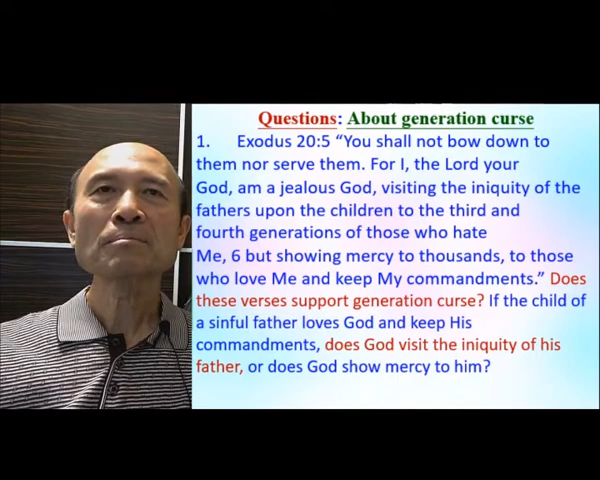 Questions: About generation curse
1. Exodus 20:5 “You shall not bow down to
them nor serve them. For I, the Lord your
God, am a jealous God, visiting the iniquity of the
fathers upon the children to the third and
fourth generations of those who hate
Me, 6 but showing mercy to thousands, to those
who love Me and keep My commandments.” Does
these verses support generation curse? If the child of
a sinful father loves God and keep His
commandments, does God visit the iniquity of his
father, or does God show mercy to him?